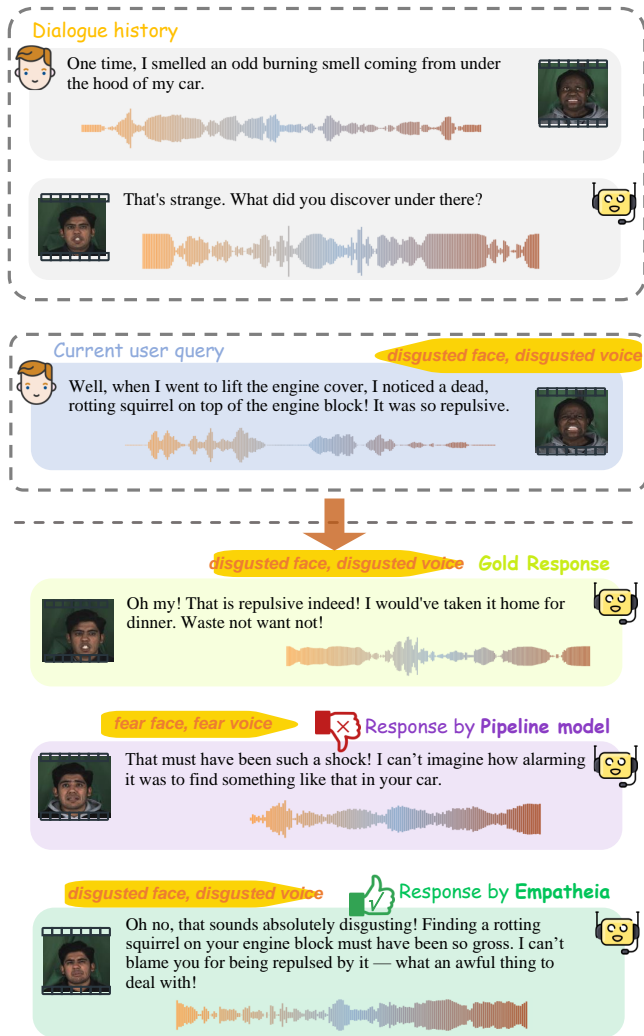 Dialogue history
One time, I smelled an odd burning smell coming from under
the hood of my car.
That's strange. What did you discover under there?
Current user query
disgusted face, disgusted voice
Well, when I went to lift the engine cover, I noticed a dead,
rotting squirrel on top of the engine block! It was so repulsive.
disgusted face, disgusted voice
Gold Response
Oh my! That is repulsive indeed! I would've taken it home for
dinner. Waste not want not!
fear face, fear voice
Response by Pipeline model
That must have been such a shock! I can’t imagine how alarming
it was to find something like that in your car.
disgusted face, disgusted voice
Response by Empatheia
Oh no, that sounds absolutely disgusting! Finding a rotting
squirrel on your engine block must have been so gross. I can’t
blame you for being repulsed by it — what an awful thing to
deal with!